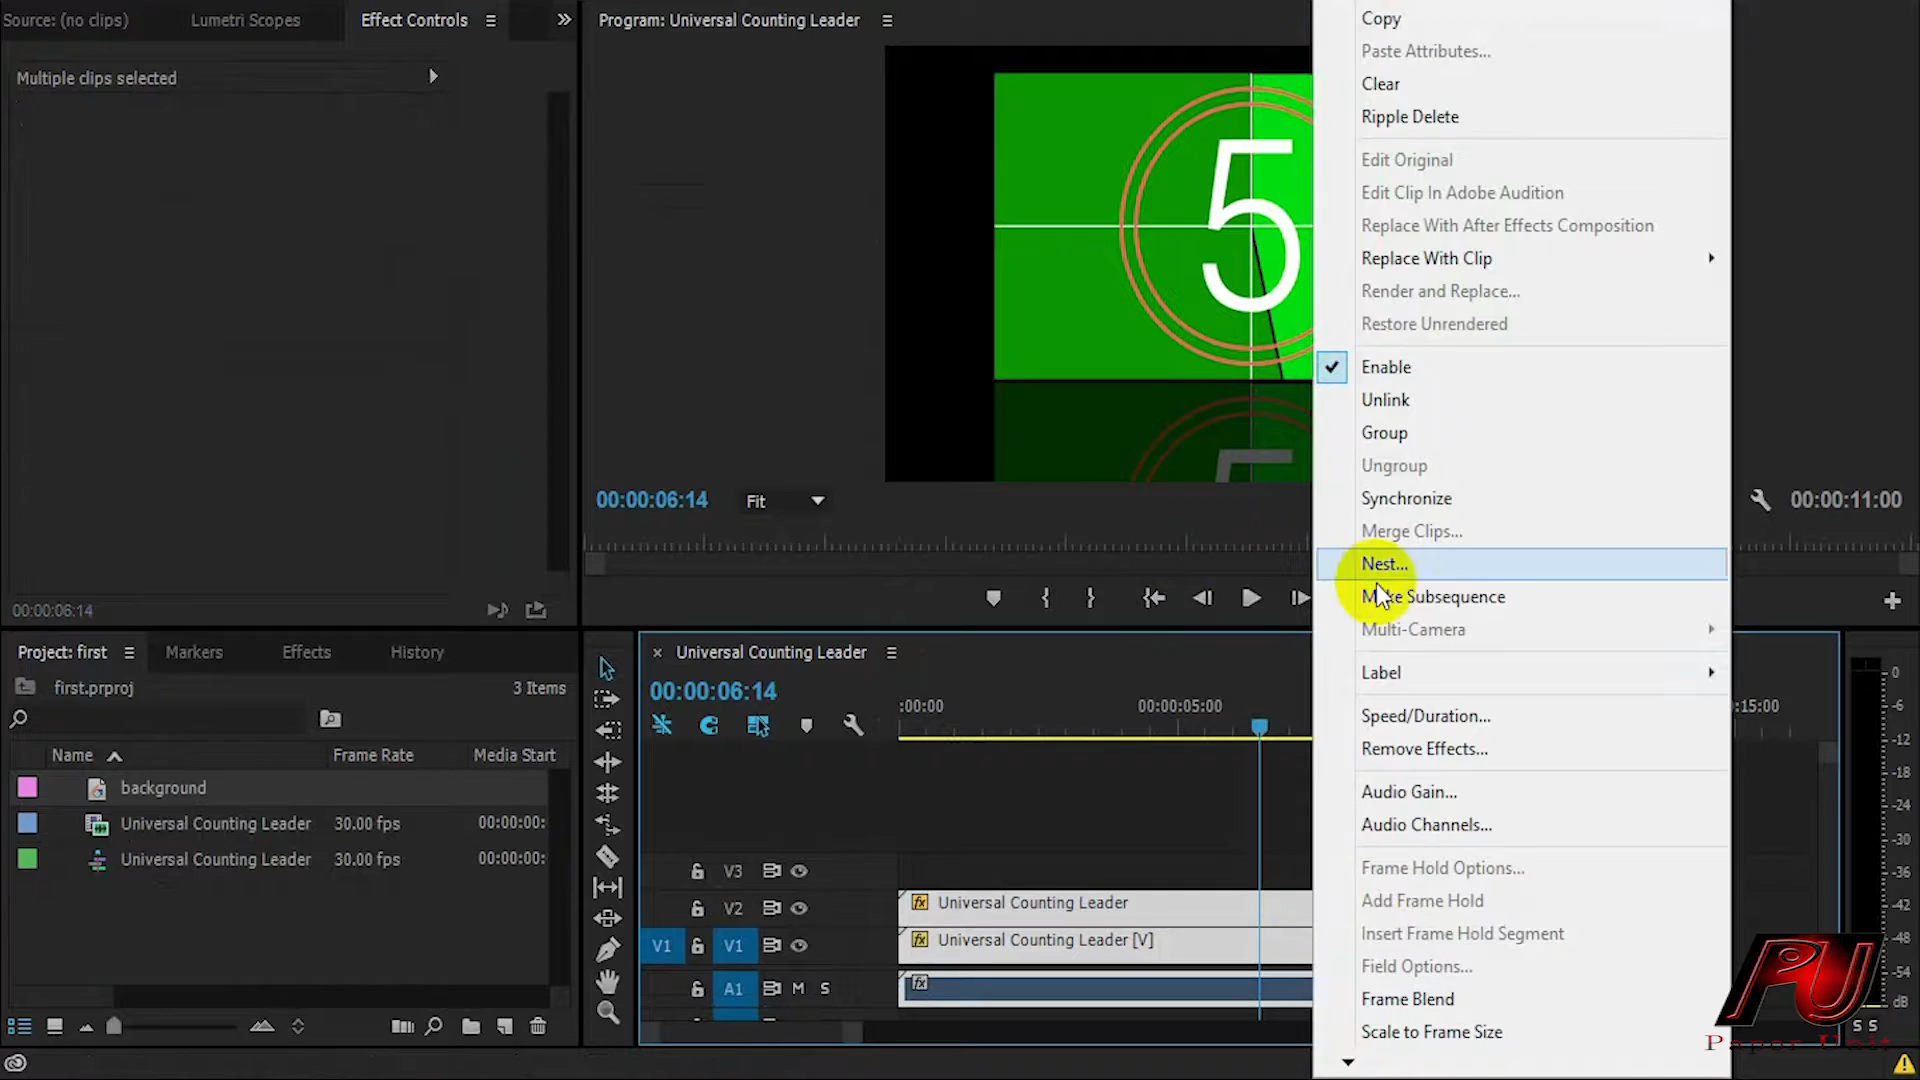 Source: (no clips)
Lumetri Scopes
Effect Controls
Program: Universal Counting Leader
Multiple clips selected
00:00:06:14
5
00:00:06:14
Fit
00:00:11:00
Copy
Paste Attributes...
Clear
Ripple Delete
Edit Original
Edit Clip In Adobe Audition
Replace With After Effects Composition
Replace With Clip
Render and Replace...
Restore Unrendered
Enable
Unlink
Group
Ungroup
Synchronize
Merge Clips...
Nest...
Make Subsequence
Multi-Camera
Label
Speed/Duration...
Remove Effects...
Audio Gain...
Audio Channels...
Frame Hold Options...
Add Frame Hold
Insert Frame Hold Segment
Field Options...
Frame Blend
Scale to Frame Size
Project: first
Markers
Effects
History
first.prproj
3 Items
Name
Frame Rate
Media Start
background
Universal Counting Leader
30.00 fps
00:00:00:
Universal Counting Leader
30.00 fps
00:00:00:
Universal Counting Leader
00:00:06:14
:00:00
00:00:05:00
:15:00
V3
V2
fx Universal Counting Leader
V1
V1
fx Universal Counting Leader [V]
A1
M
S
fx
0
-6
-12
-18
-24
-30
-36
-42
-48
-54
dB
S S
PU
Paper Unit